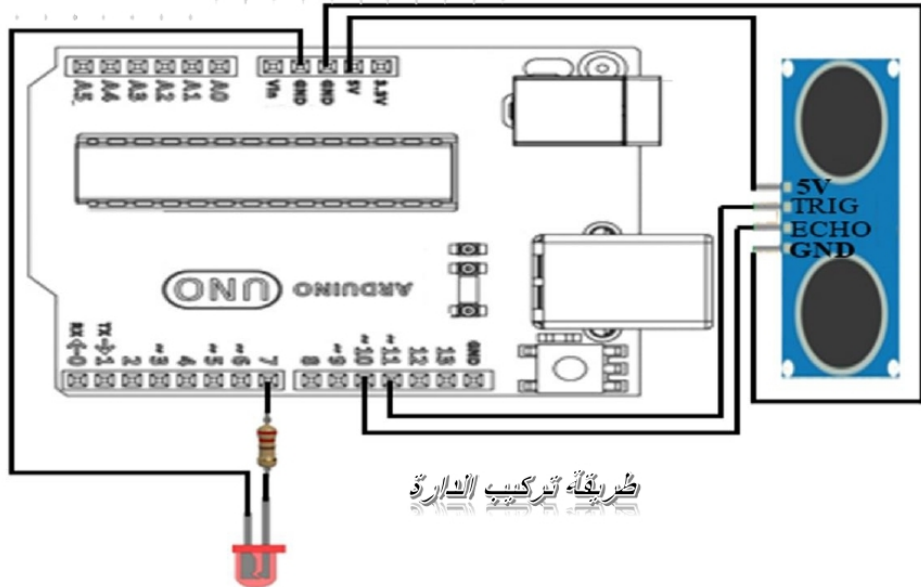 A5 A4 A3 A2 A1 A0
Vin GND GND 5V 3.3V
5V
TRIG
ECHO
GND
UNO ARDUINO
RX←0 TX→1 2 ~3 4 ~5 ~6 7 8 ~9 ~10 ~11 12 13 GND
طريقة تركيب الدارة